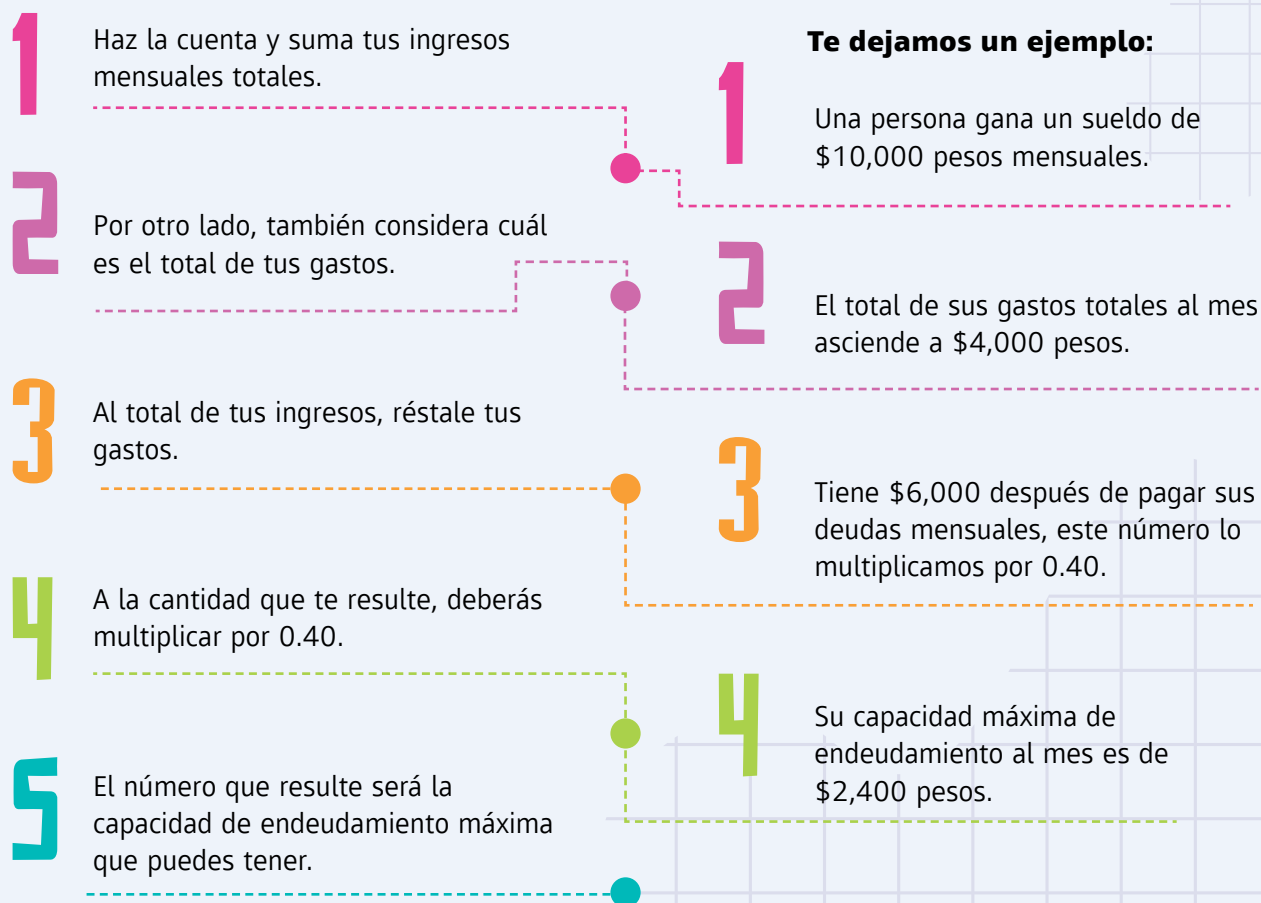 1
Haz la cuenta y suma tus ingresos
mensuales totales.
2
Por otro lado, también considera cuál
es el total de tus gastos.
3
Al total de tus ingresos, réstale tus
gastos.
4
A la cantidad que te resulte, deberás
multiplicar por 0.40.
5
El número que resulte será la
capacidad de endeudamiento máxima
que puedes tener.
Te dejamos un ejemplo:
1
Una persona gana un sueldo de
$10,000 pesos mensuales.
2
El total de sus gastos totales al mes
asciende a $4,000 pesos.
3
Tiene $6,000 después de pagar sus
deudas mensuales, este número lo
multiplicamos por 0.40.
4
Su capacidad máxima de
endeudamiento al mes es de
$2,400 pesos.